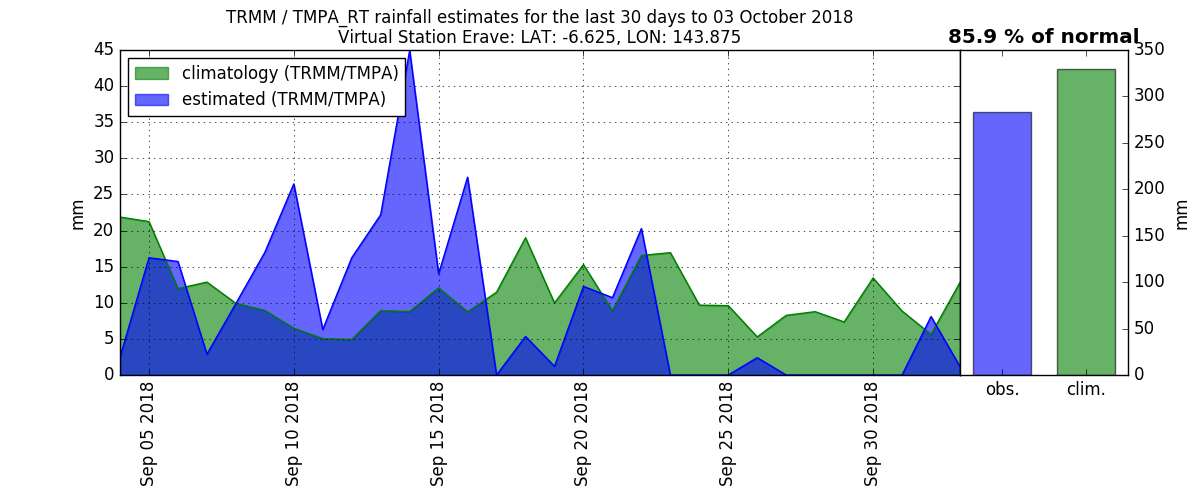 TRMM / TMPA_RT rainfall estimates for the last 30 days to 03 October 2018
Virtual Station Erave: LAT: -6.625, LON: 143.875
85.9 % of normal
climatology (TRMM/TMPA)
estimated (TRMM/TMPA)
mm
45
40
35
30
25
20
15
10
5
0
Sep 05 2018
Sep 10 2018
Sep 15 2018
Sep 20 2018
Sep 25 2018
Sep 30 2018
350
300
250
200
150
100
50
0
mm
obs.
clim.